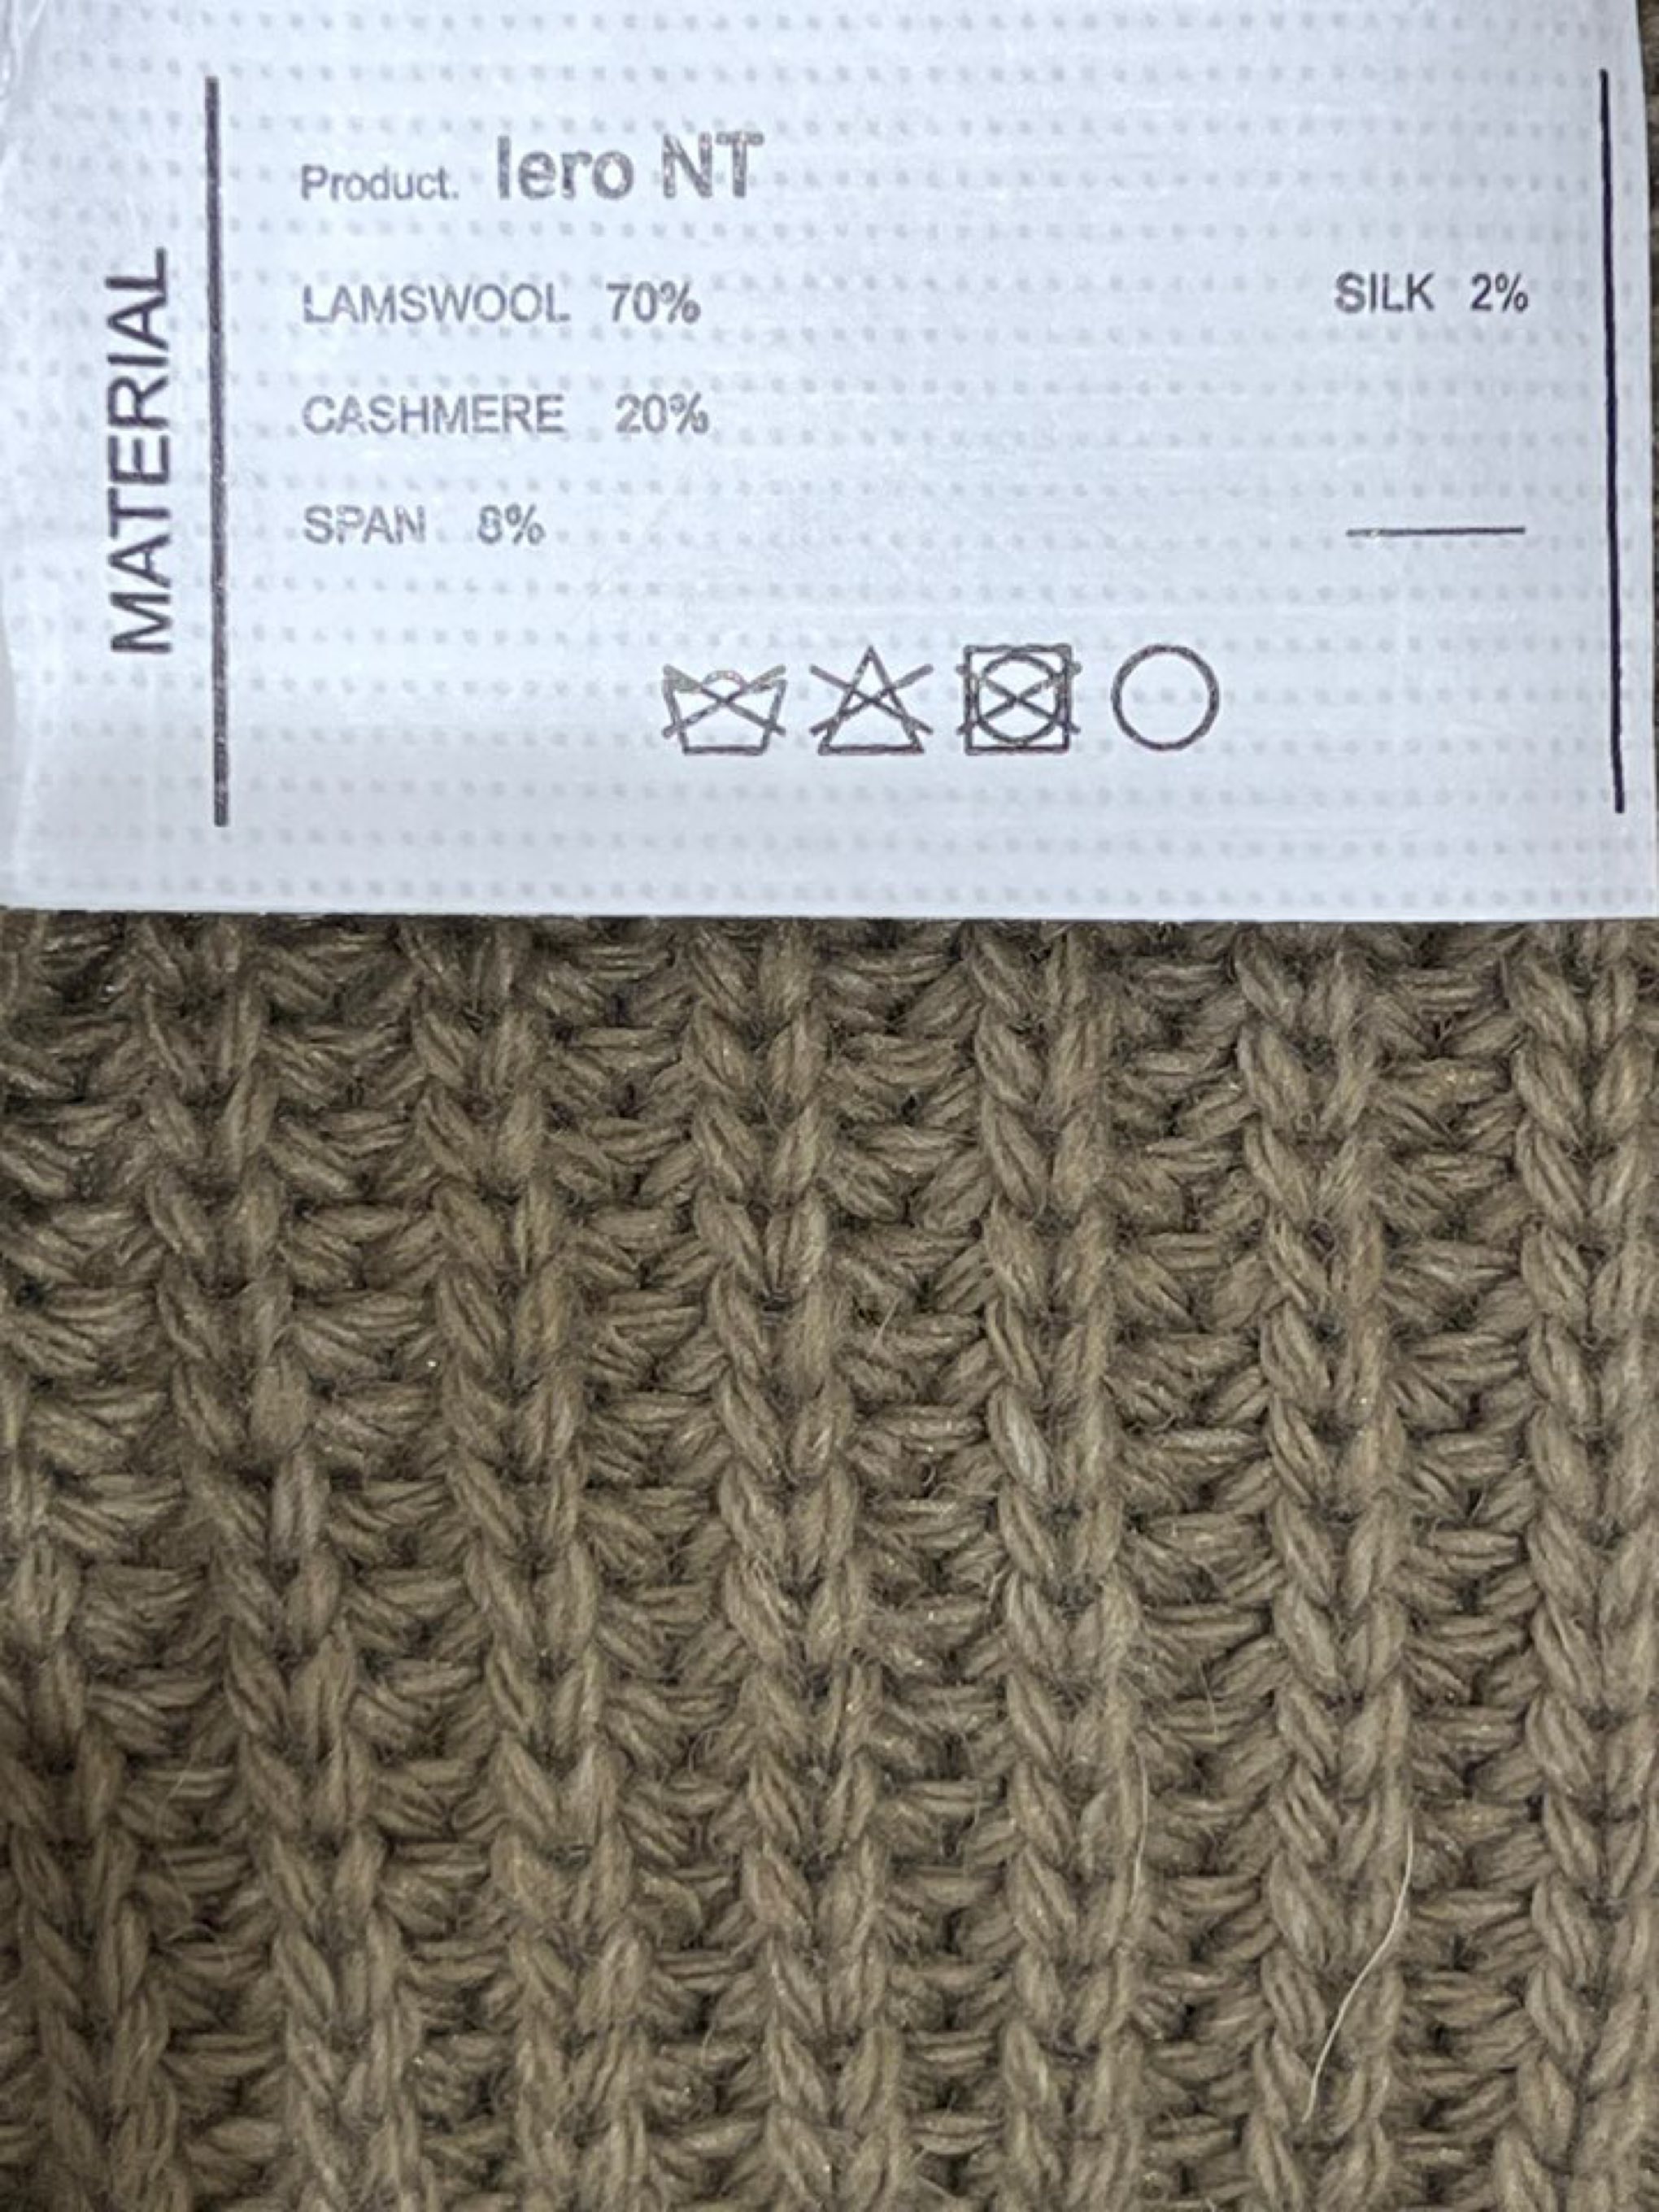 MATERIAL
Product. lero NT
LAMSWOOL 70%
SILK 2%
CASHMERE 20%
SPAN 8%